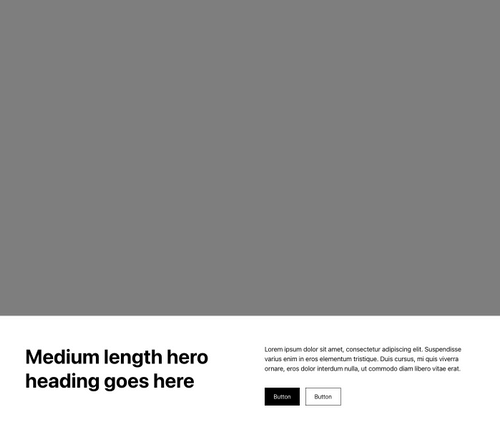 Medium length hero
heading goes here
Lorem ipsum dolor sit amet, consectetur adipiscing elit. Suspendisse
varius enim in eros elementum tristique. Duis cursus, mi quis viverra
ornare, eros dolor interdum nulla, ut commodo diam libero vitae erat.
Button
Button